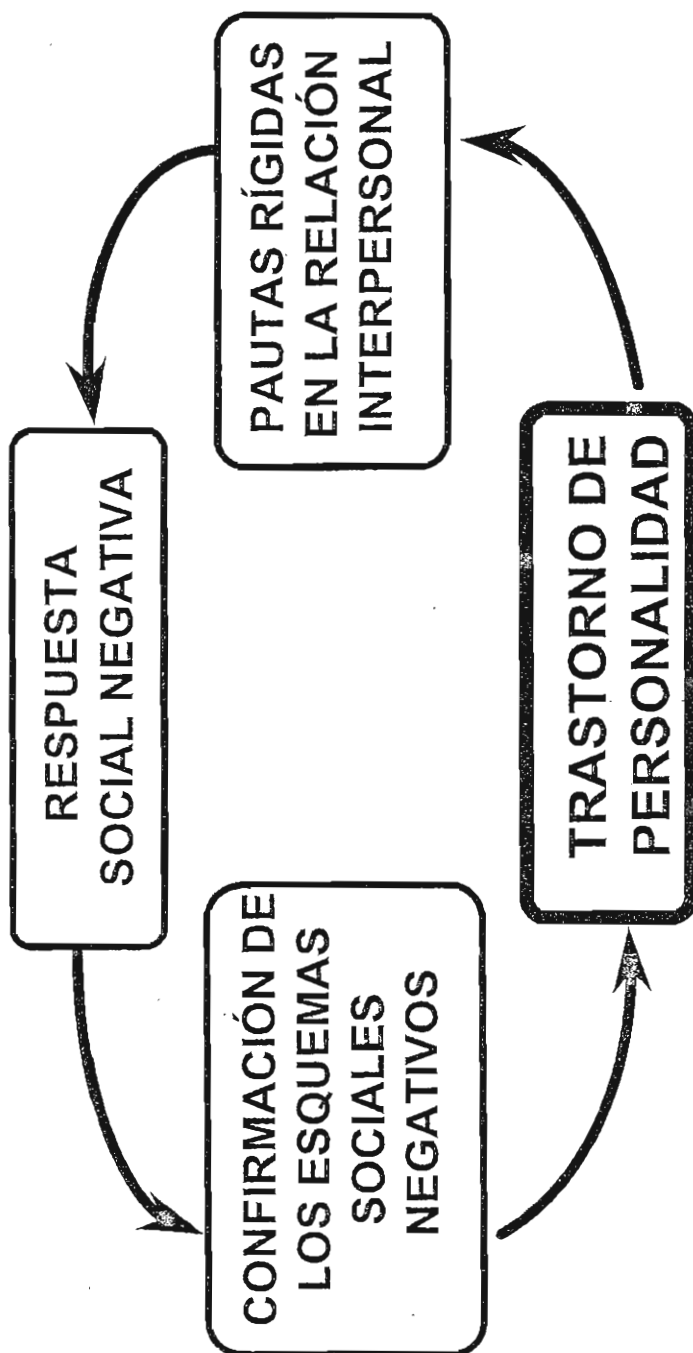 RESPUESTA
SOCIAL NEGATIVA
PAUTAS RÍGIDAS
EN LA RELACIÓN
INTERPERSONAL
TRASTORNO DE
PERSONALIDAD
CONFIRMACIÓN DE
LOS ESQUEMAS
SOCIALES
NEGATIVOS